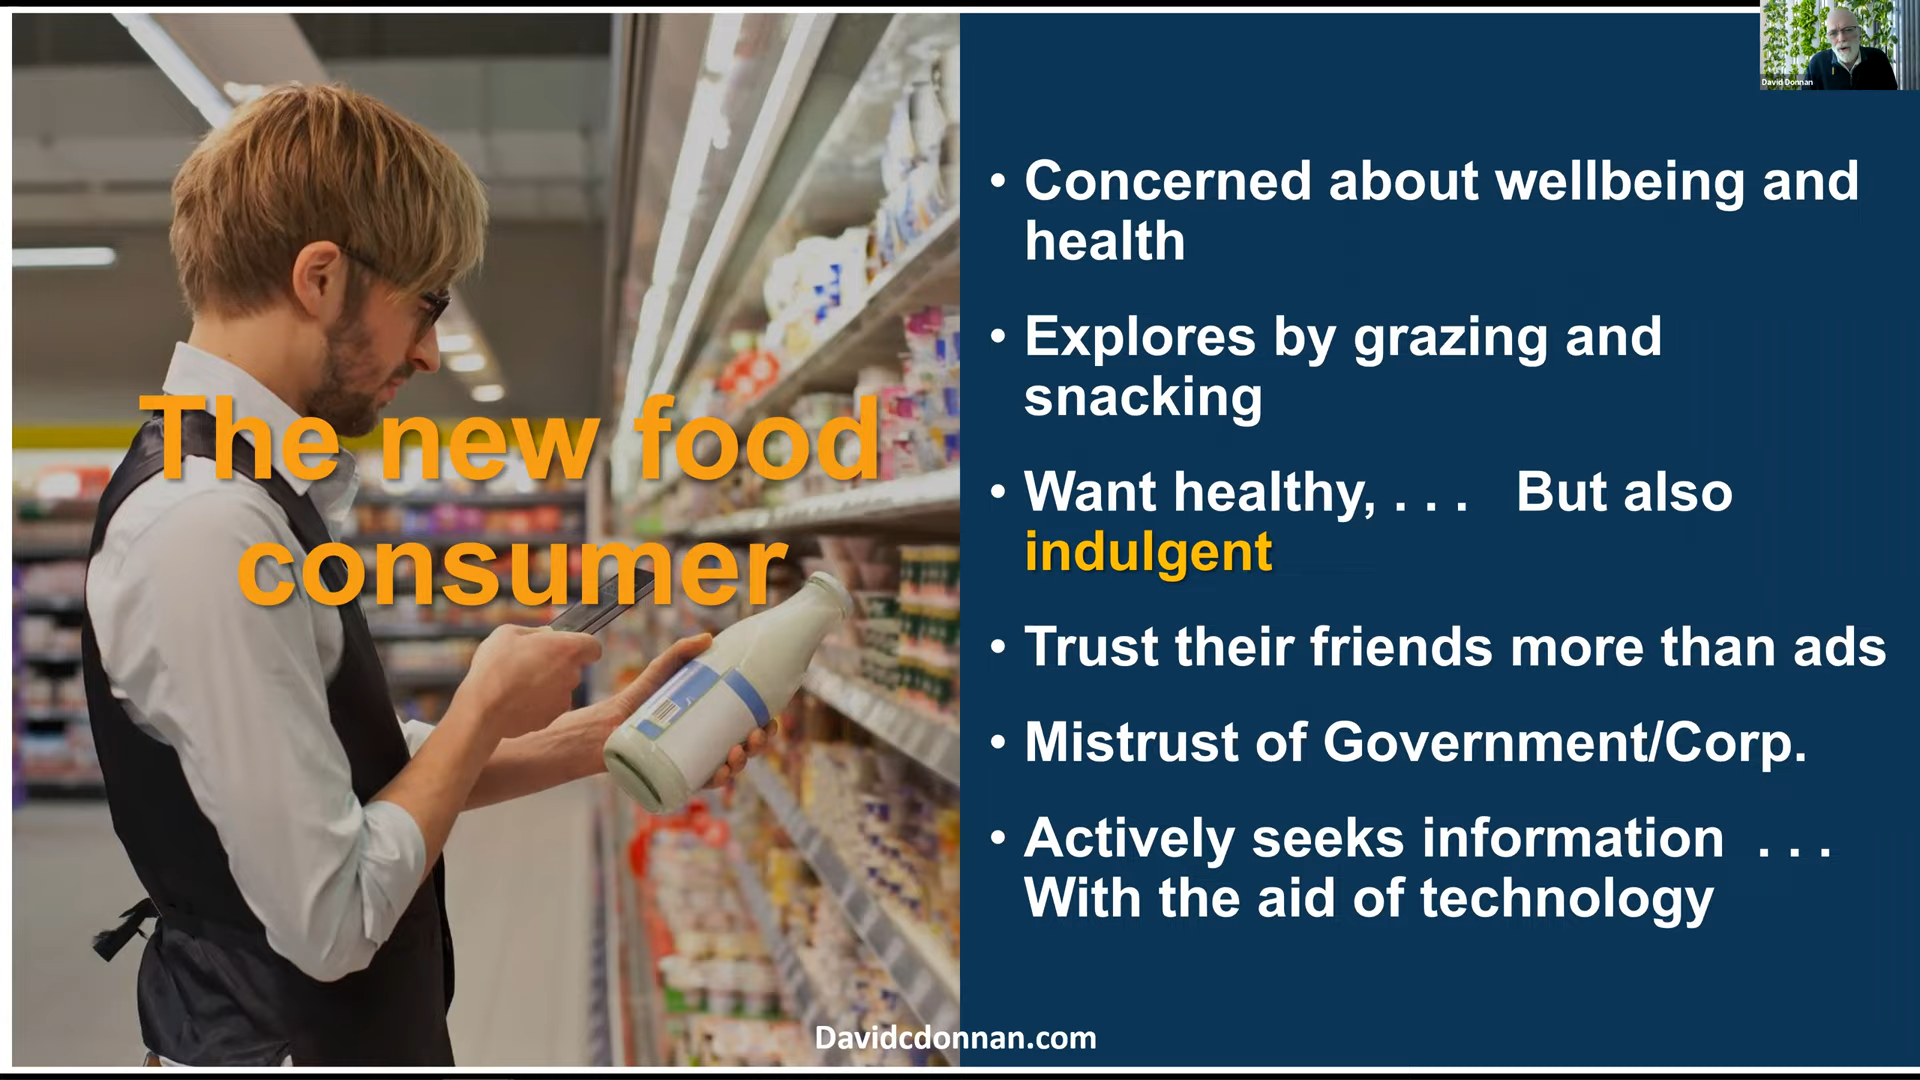 David Donnan
The new food
consumer
• Concerned about wellbeing and
health
• Explores by grazing and
snacking
• Want healthy, . . .   But also
indulgent
• Trust their friends more than ads
• Mistrust of Government/Corp.
• Actively seeks information  . . .
With the aid of technology
Davidcdonnan.com